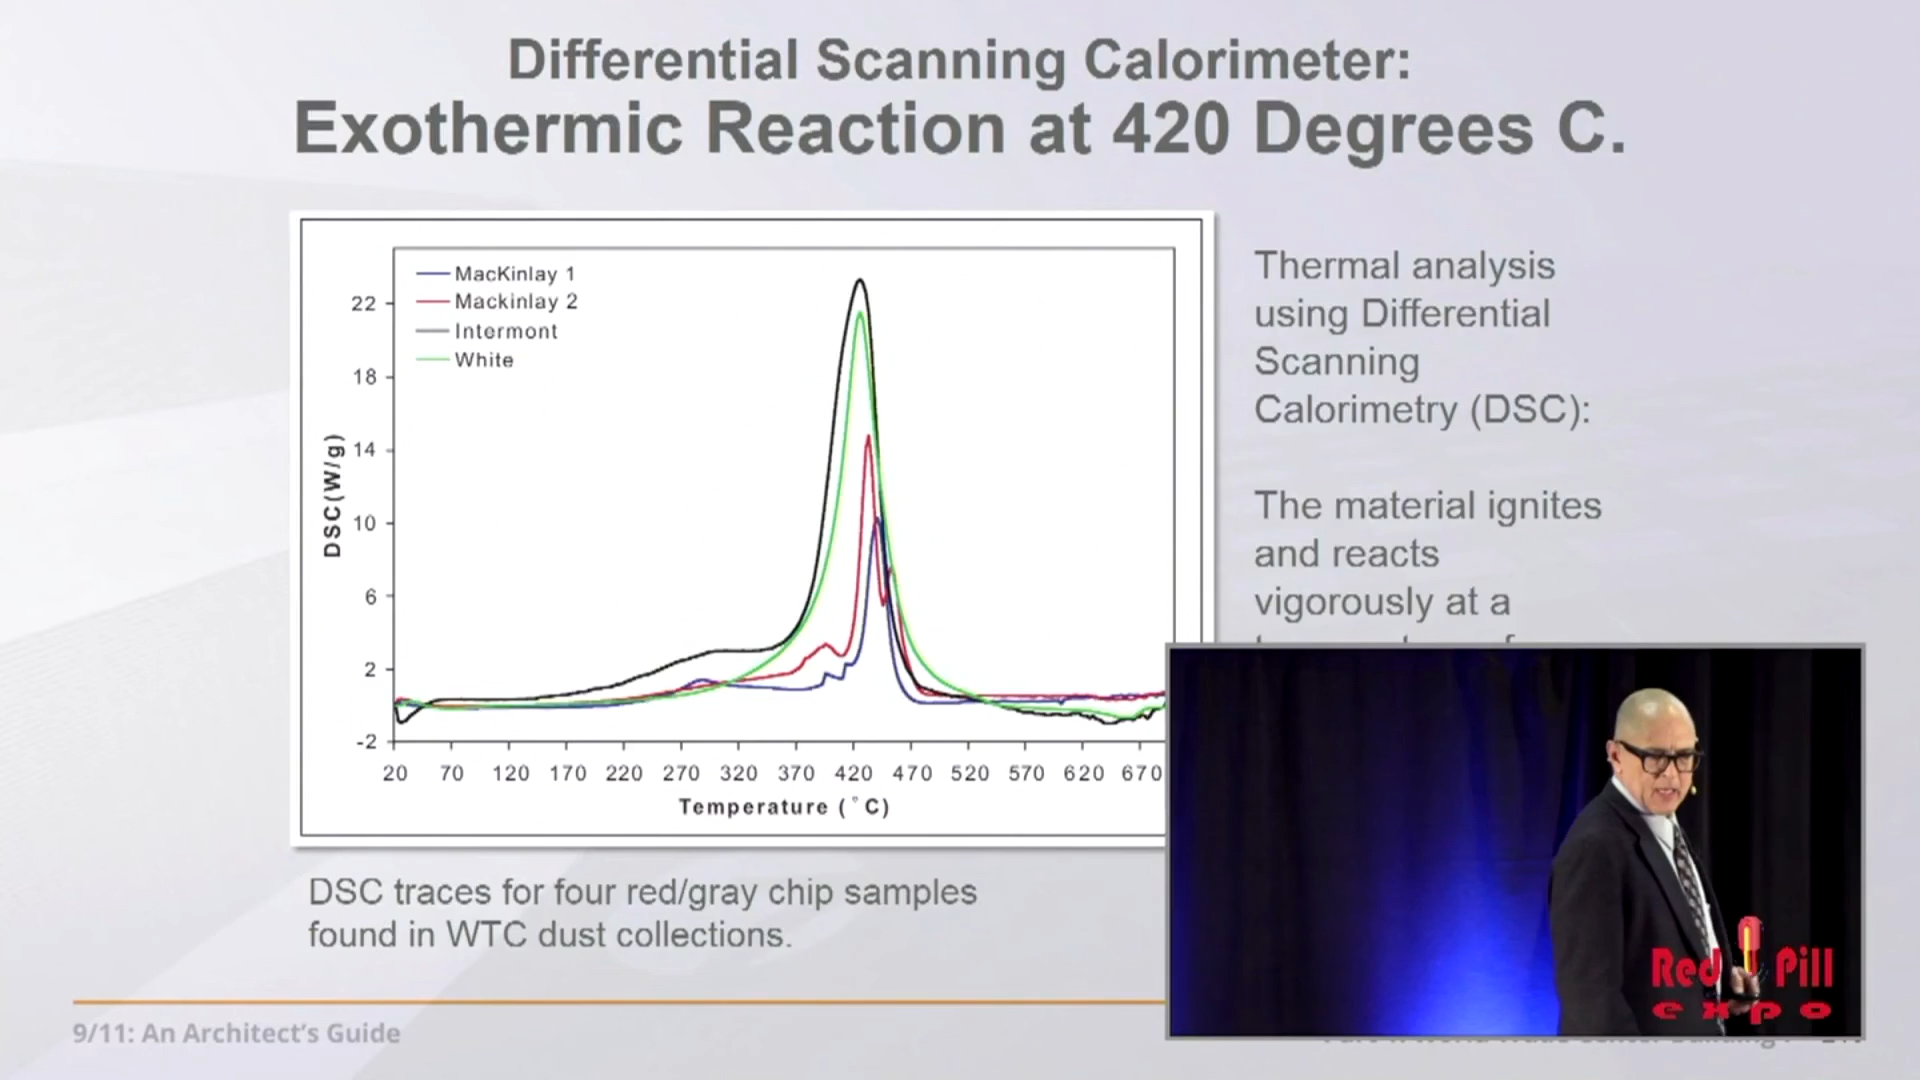 Differential Scanning Calorimeter:
Exothermic Reaction at 420 Degrees C.
MacKinlay 1
Mackinlay 2
Intermont
White
22
18
14
10
6
2
-2
DSC(W/g)
20 70 120 170 220 270 320 370 420 470 520 570 620 670
Temperature (°C)
Thermal analysis
using Differential
Scanning
Calorimetry (DSC):
The material ignites
and reacts
vigorously at a
DSC traces for four red/gray chip samples
found in WTC dust collections.
9/11: An Architect's Guide
Red Pill
expo